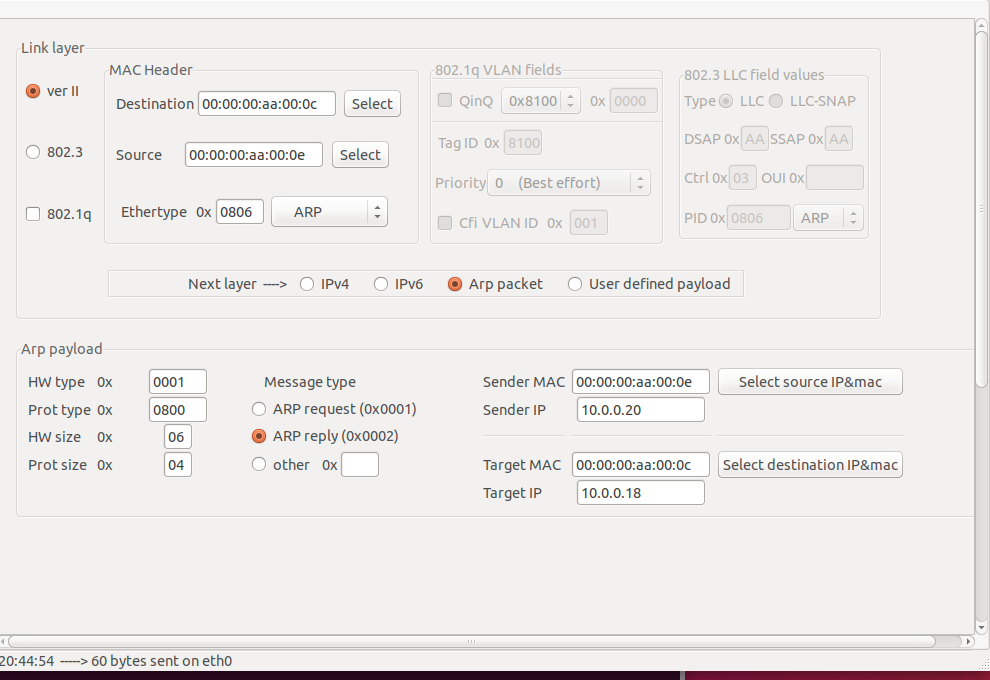 Link layer
MAC Header
802.1q VLAN fields
802.3 LLC field values
ver II
Destination 00:00:00:aa:00:0c Select
QinQ 0x8100 0x 0000
Type LLC LLC-SNAP
802.3
Source 00:00:00:aa:00:0e Select
Tag ID 0x 8100
DSAP 0x AA SSAP 0x AA
Priority 0 (Best effort)
Ctrl 0x 03 OUI 0x
802.1q
Ethertype 0x 0806 ARP
Cfi VLAN ID 0x 001
PID 0x 0806 ARP
Next layer ----> IPv4 IPv6 Arp packet User defined payload
Arp payload
HW type 0x 0001
Message type
Sender MAC 00:00:00:aa:00:0e Select source IP&mac
Prot type 0x 0800
ARP request (0x0001)
Sender IP 10.0.0.20
HW size 0x 06
ARP reply (0x0002)
Prot size 0x 04
other 0x
Target MAC 00:00:00:aa:00:0c Select destination IP&mac
Target IP 10.0.0.18
20:44:54 -----> 60 bytes sent on eth0